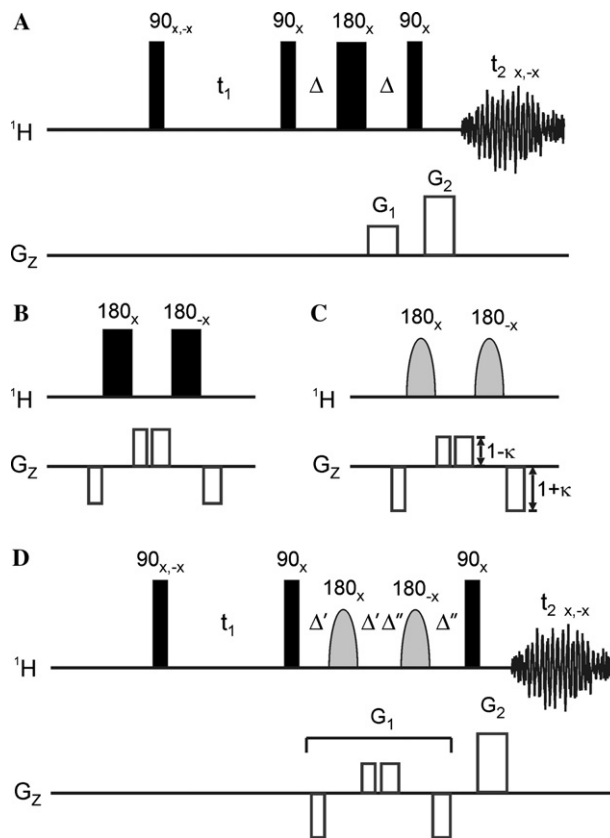 A
90x,-x 90x 180x 90x
t1 Δ Δ t2 x,-x
¹H
G1 G2
GZ
B
180x 180-x
¹H
GZ
C
180x 180-x
¹H
GZ
1-κ
1+κ
D
90x,-x 90x 180x 180-x 90x
t1 Δ' Δ' Δ" Δ" t2 x,-x
¹H
G1 G2
GZ